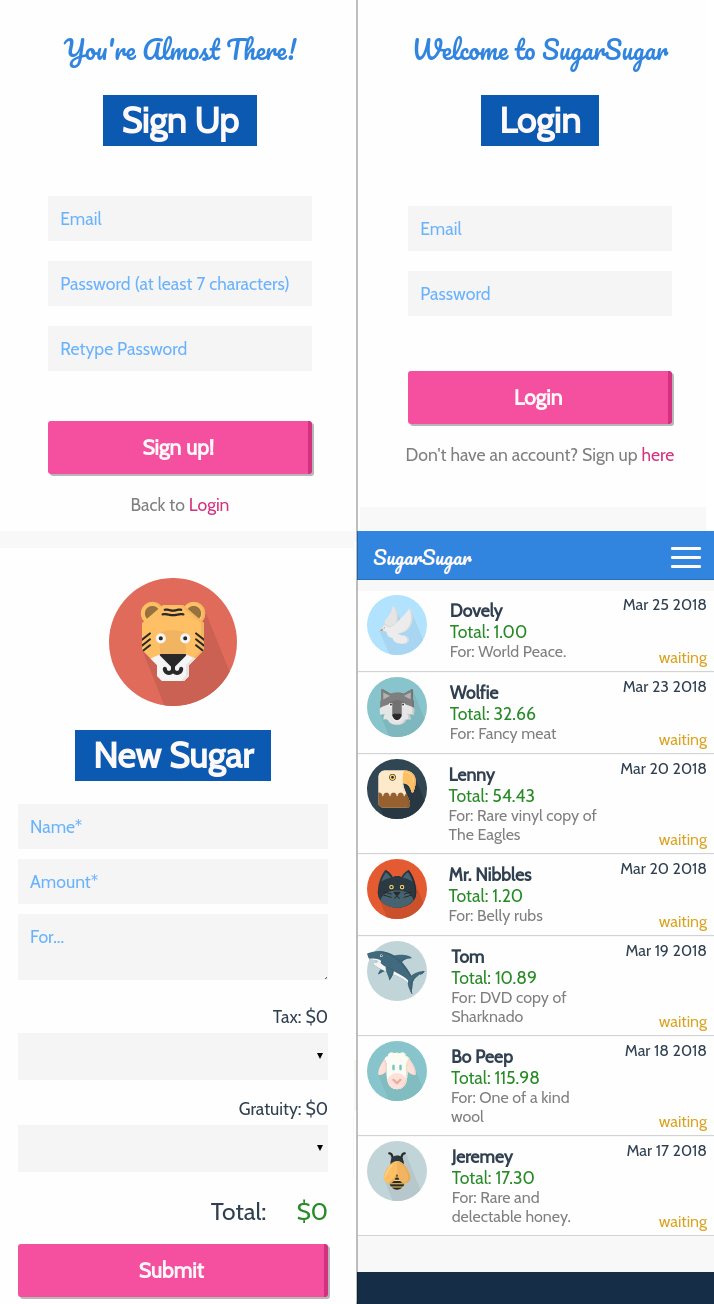 You're Almost There!
Sign Up
Email
Password (at least 7 characters)
Retype Password
Sign up!
Back to Login
Welcome to SugarSugar
Login
Email
Password
Login
Don't have an account? Sign up here
New Sugar
Name*
Amount*
For...
Tax: $0
Gratuity: $0
Total: $0
Submit
SugarSugar
Dovely
Mar 25 2018
Total: 1.00
For: World Peace.
waiting
Wolfie
Mar 23 2018
Total: 32.66
For: Fancy meat
waiting
Lenny
Mar 20 2018
Total: 54.43
For: Rare vinyl copy of
The Eagles
waiting
Mr. Nibbles
Mar 20 2018
Total: 1.20
For: Belly rubs
waiting
Tom
Mar 19 2018
Total: 10.89
For: DVD copy of
Sharknado
waiting
Bo Peep
Mar 18 2018
Total: 115.98
For: One of a kind
wool
waiting
Jeremey
Mar 17 2018
Total: 17.30
For: Rare and
delectable honey.
waiting